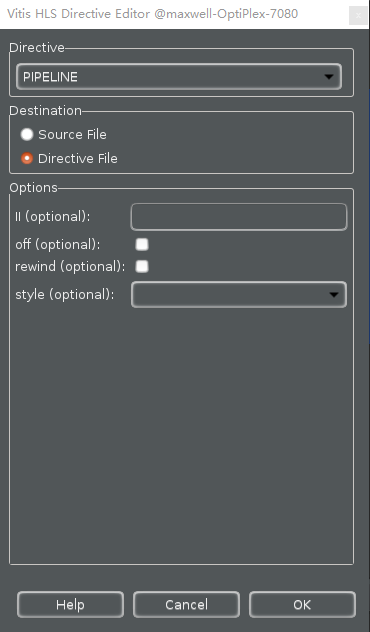 Vitis HLS Directive Editor @maxwell-OptiPlex-7080
Directive
PIPELINE
Destination
Source File
Directive File
Options
II (optional):
off (optional):
rewind (optional):
style (optional):
Help Cancel OK